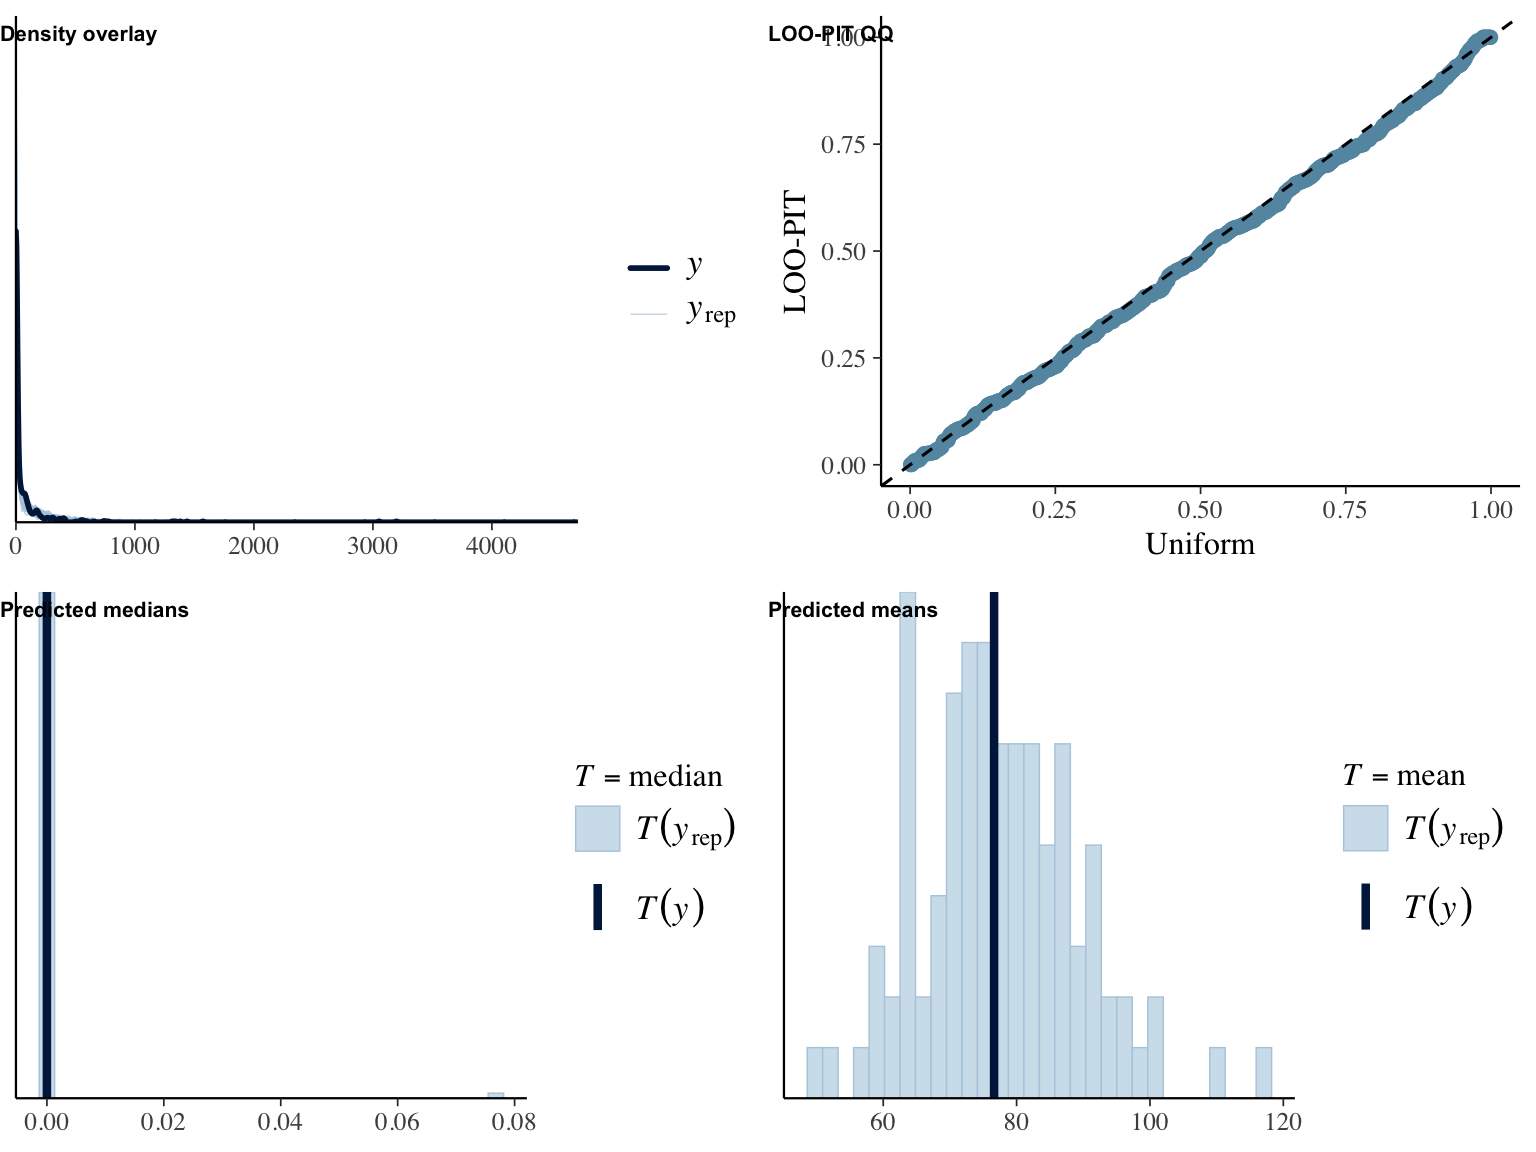 Density overlay
y
y rep
0 1000 2000 3000 4000
LOO-PIT QQ
1.00
0.75
0.50
0.25
0.00
LOO-PIT
0.00 0.25 0.50 0.75 1.00
Uniform
Predicted medians
T = median
T(y rep)
T(y)
0.00 0.02 0.04 0.06 0.08
Predicted means
T = mean
T(y rep)
T(y)
60 80 100 120